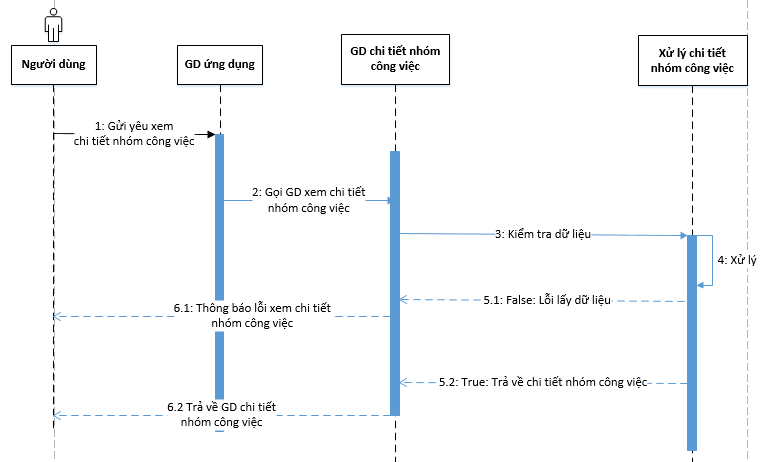 Người dùng
GD ứng dụng
GD chi tiết nhóm
công việc
Xử lý chi tiết
nhóm công việc
1: Gửi yêu xem
chi tiết nhóm công việc
2: Gọi GD xem chi tiết
nhóm công việc
3: Kiểm tra dữ liệu
4: Xử lý
5.1: False: Lỗi lấy dữ liệu
6.1: Thông báo lỗi xem chi tiết
nhóm công việc
5.2: True: Trả về chi tiết nhóm công việc
6.2 Trả về GD chi tiết
nhóm công việc